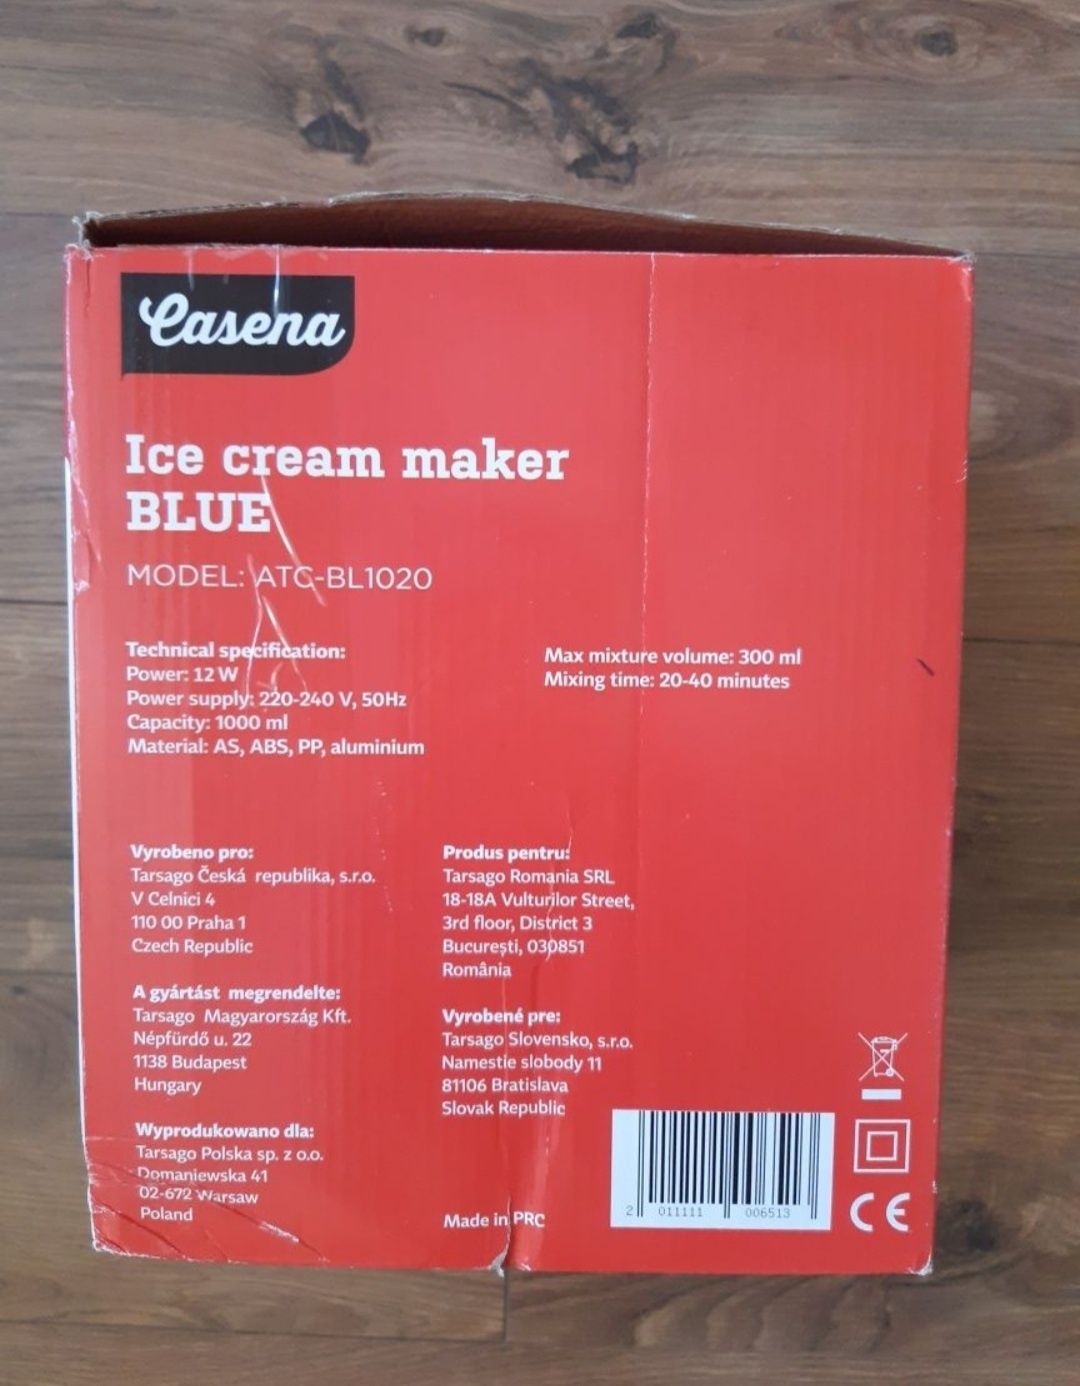 Casena
Ice cream maker
BLUE
MODEL: ATC-BL1020
Technical specification:
Power: 12 W
Power supply: 220-240 V, 50Hz
Capacity: 1000 ml
Material: AS, ABS, PP, aluminium
Max mixture volume: 300 ml
Mixing time: 20-40 minutes
Vyrobeno pro:
Tarsago Česká republika, s.r.o.
V Celnici 4
110 00 Praha 1
Czech Republic
A gyártást megrendelte:
Tarsago Magyarország Kft.
Népfürdő u. 22
1138 Budapest
Hungary
Wyprodukowano dla:
Tarsago Polska sp. z o.o.
Domaniewska 41
02-672 Warsaw
Poland
Produs pentru:
Tarsago Romania SRL
18-18A Vulturilor Street,
3rd floor, District 3
București, 030851
România
Vyrobené pre:
Tarsago Slovensko, s.r.o.
Namestie slobody 11
81106 Bratislava
Slovak Republic
Made in PRC
2 011111 006513
CE